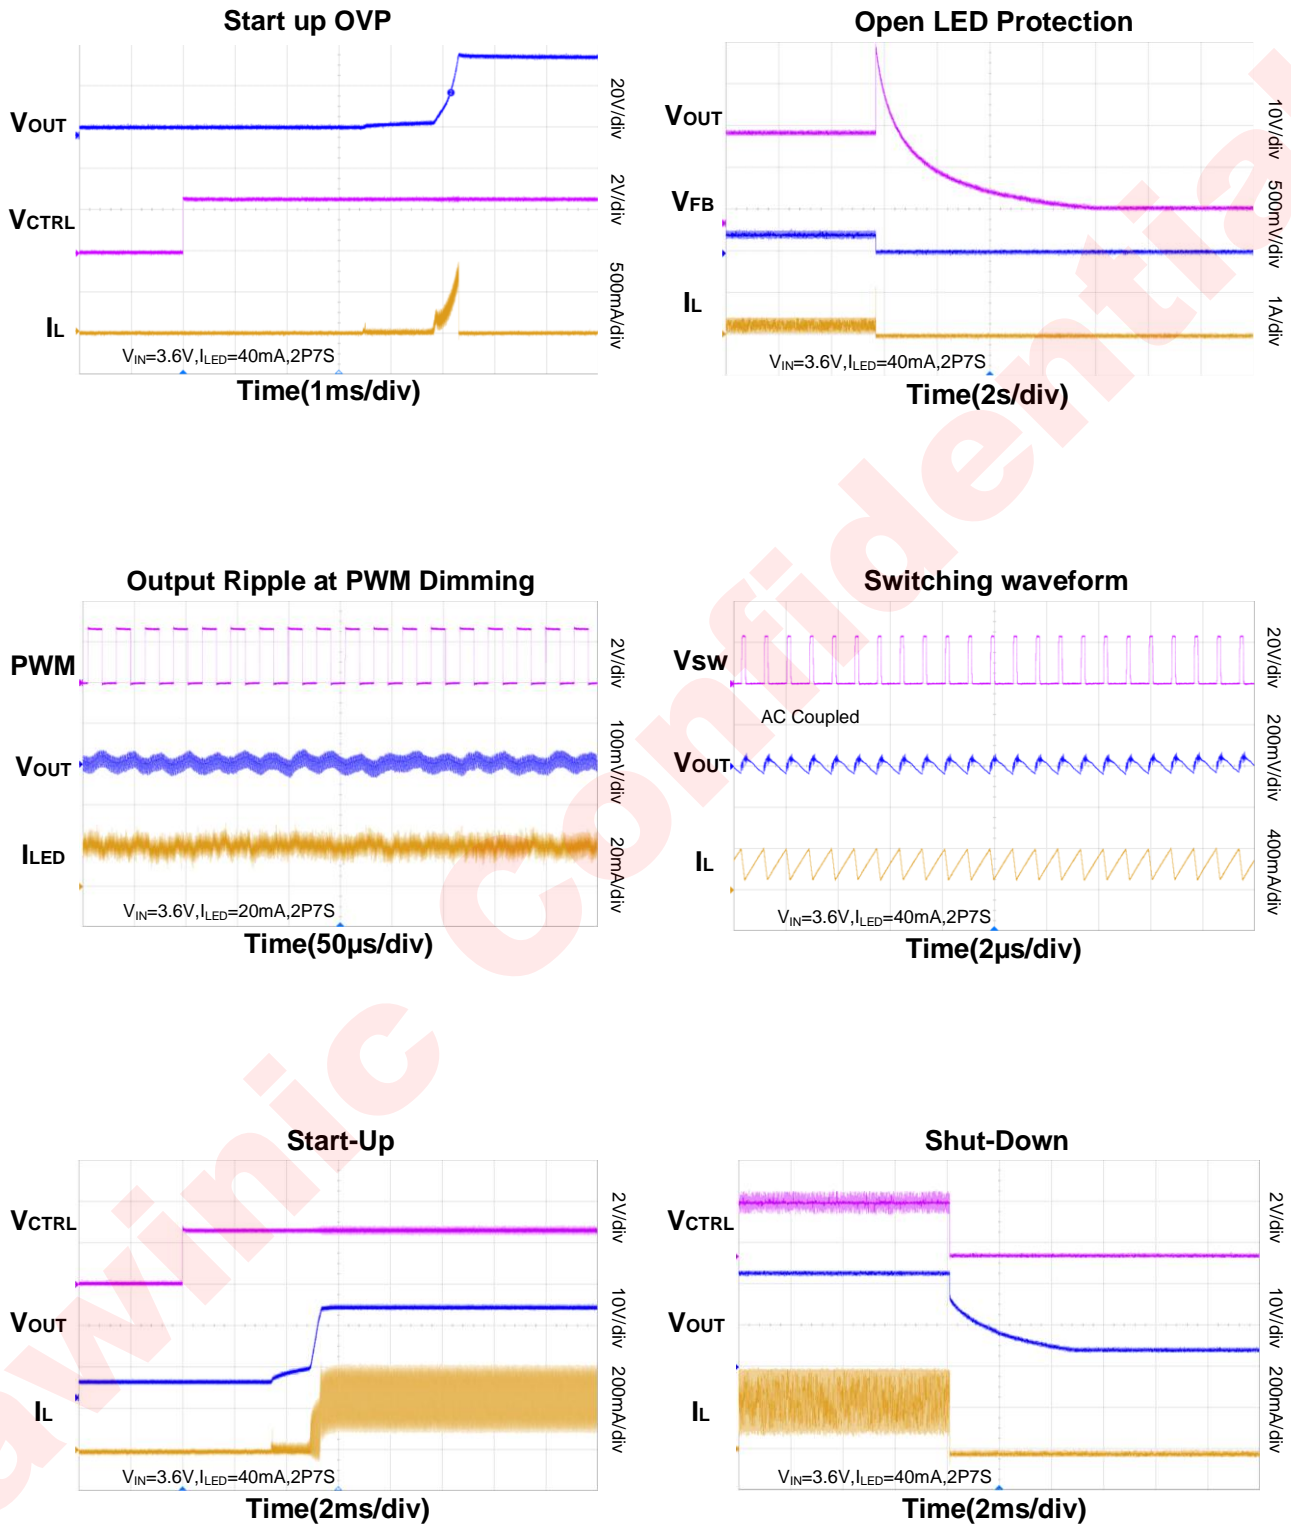 Start up OVP
VOUT
VCTRL
IL
20V/div
2V/div
500mA/div
VIN=3.6V,ILED=40mA,2P7S
Time(1ms/div)
Open LED Protection
VOUT
VFB
IL
10V/div
500mV/div
1A/div
VIN=3.6V,ILED=40mA,2P7S
Time(2s/div)
Output Ripple at PWM Dimming
PWM
VOUT
ILED
2V/div
100mV/div
20mA/div
VIN=3.6V,ILED=20mA,2P7S
Time(50µs/div)
Switching waveform
VSW
AC Coupled
VOUT
IL
20V/div
200mV/div
400mA/div
VIN=3.6V,ILED=40mA,2P7S
Time(2µs/div)
Start-Up
VCTRL
VOUT
IL
2V/div
10V/div
200mA/div
VIN=3.6V,ILED=40mA,2P7S
Time(2ms/div)
Shut-Down
VCTRL
VOUT
IL
2V/div
10V/div
200mA/div
VIN=3.6V,ILED=40mA,2P7S
Time(2ms/div)
awinic Confidential